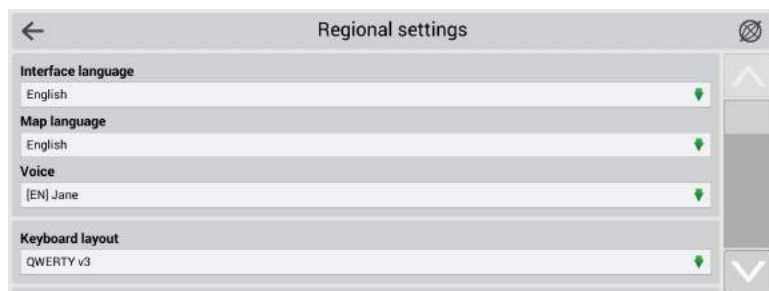 Regional settings
Interface language
English
Map language
English
Voice
[EN] Jane
Keyboard layout
QWERTY v3